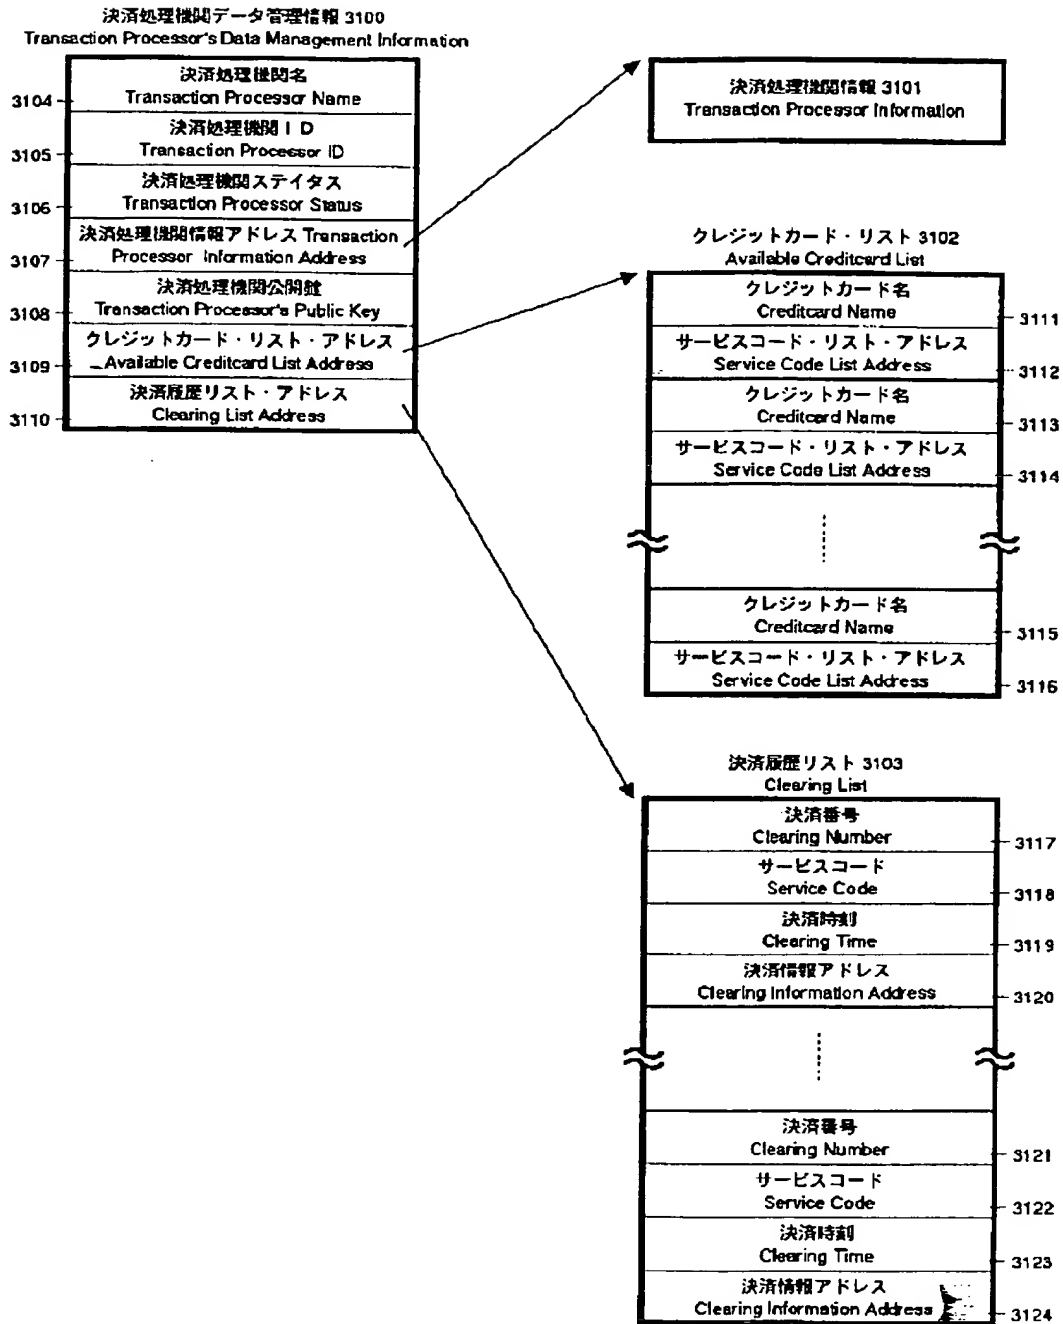 決済処理機関データ管理情報 3100
Transaction Processor's Data Management Information
決済処理機関名
Transaction Processor Name
3104
決済処理機関ID
Transaction Processor ID
3105
決済処理機関ステイタス
Transaction Processor Status
3106
決済処理機関情報アドレス Transaction
Processor Information Address
3107
決済処理機関公開鍵
Transaction Processor's Public Key
3108
クレジットカード・リスト・アドレス
Available Creditcard List Address
3109
決済履歴リスト・アドレス
Clearing List Address
3110
決済処理機関情報 3101
Transaction Processor Information
クレジットカード・リスト 3102
Available Creditcard List
クレジットカード名
Creditcard Name
3111
サービスコード・リスト・アドレス
Service Code List Address
3112
クレジットカード名
Creditcard Name
3113
サービスコード・リスト・アドレス
Service Code List Address
3114
クレジットカード名
Creditcard Name
3115
サービスコード・リスト・アドレス
Service Code List Address
3116
決済履歴リスト 3103
Clearing List
決済番号
Clearing Number
3117
サービスコード
Service Code
3118
決済時刻
Clearing Time
3119
決済情報アドレス
Clearing Information Address
3120
決済番号
Clearing Number
3121
サービスコード
Service Code
3122
決済時刻
Clearing Time
3123
決済情報アドレス
Clearing Information Address
3124